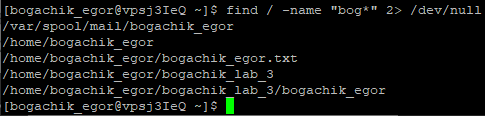 [bogachik_egor@vpsj3IeQ ~]$ find / -name "bog*" 2> /dev/null
/var/spool/mail/bogachik_egor
/home/bogachik_egor
/home/bogachik_egor/bogachik_egor.txt
/home/bogachik_egor/bogachik_lab_3
/home/bogachik_egor/bogachik_lab_3/bogachik_egor
[bogachik_egor@vpsj3IeQ ~]$